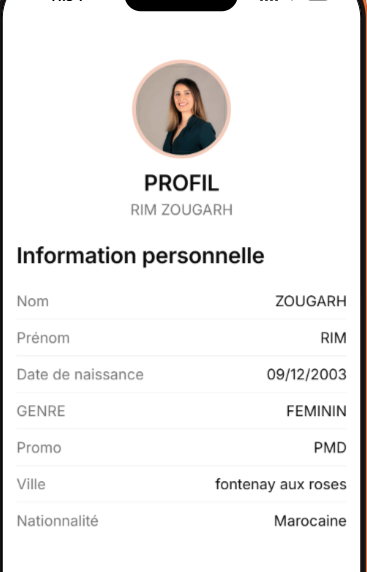 PROFIL
RIM ZOUGARH
Information personnelle
Nom ZOUGARH
Prénom RIM
Date de naissance 09/12/2003
GENRE FEMININ
Promo PMD
Ville fontenay aux roses
Nationnalité Marocaine